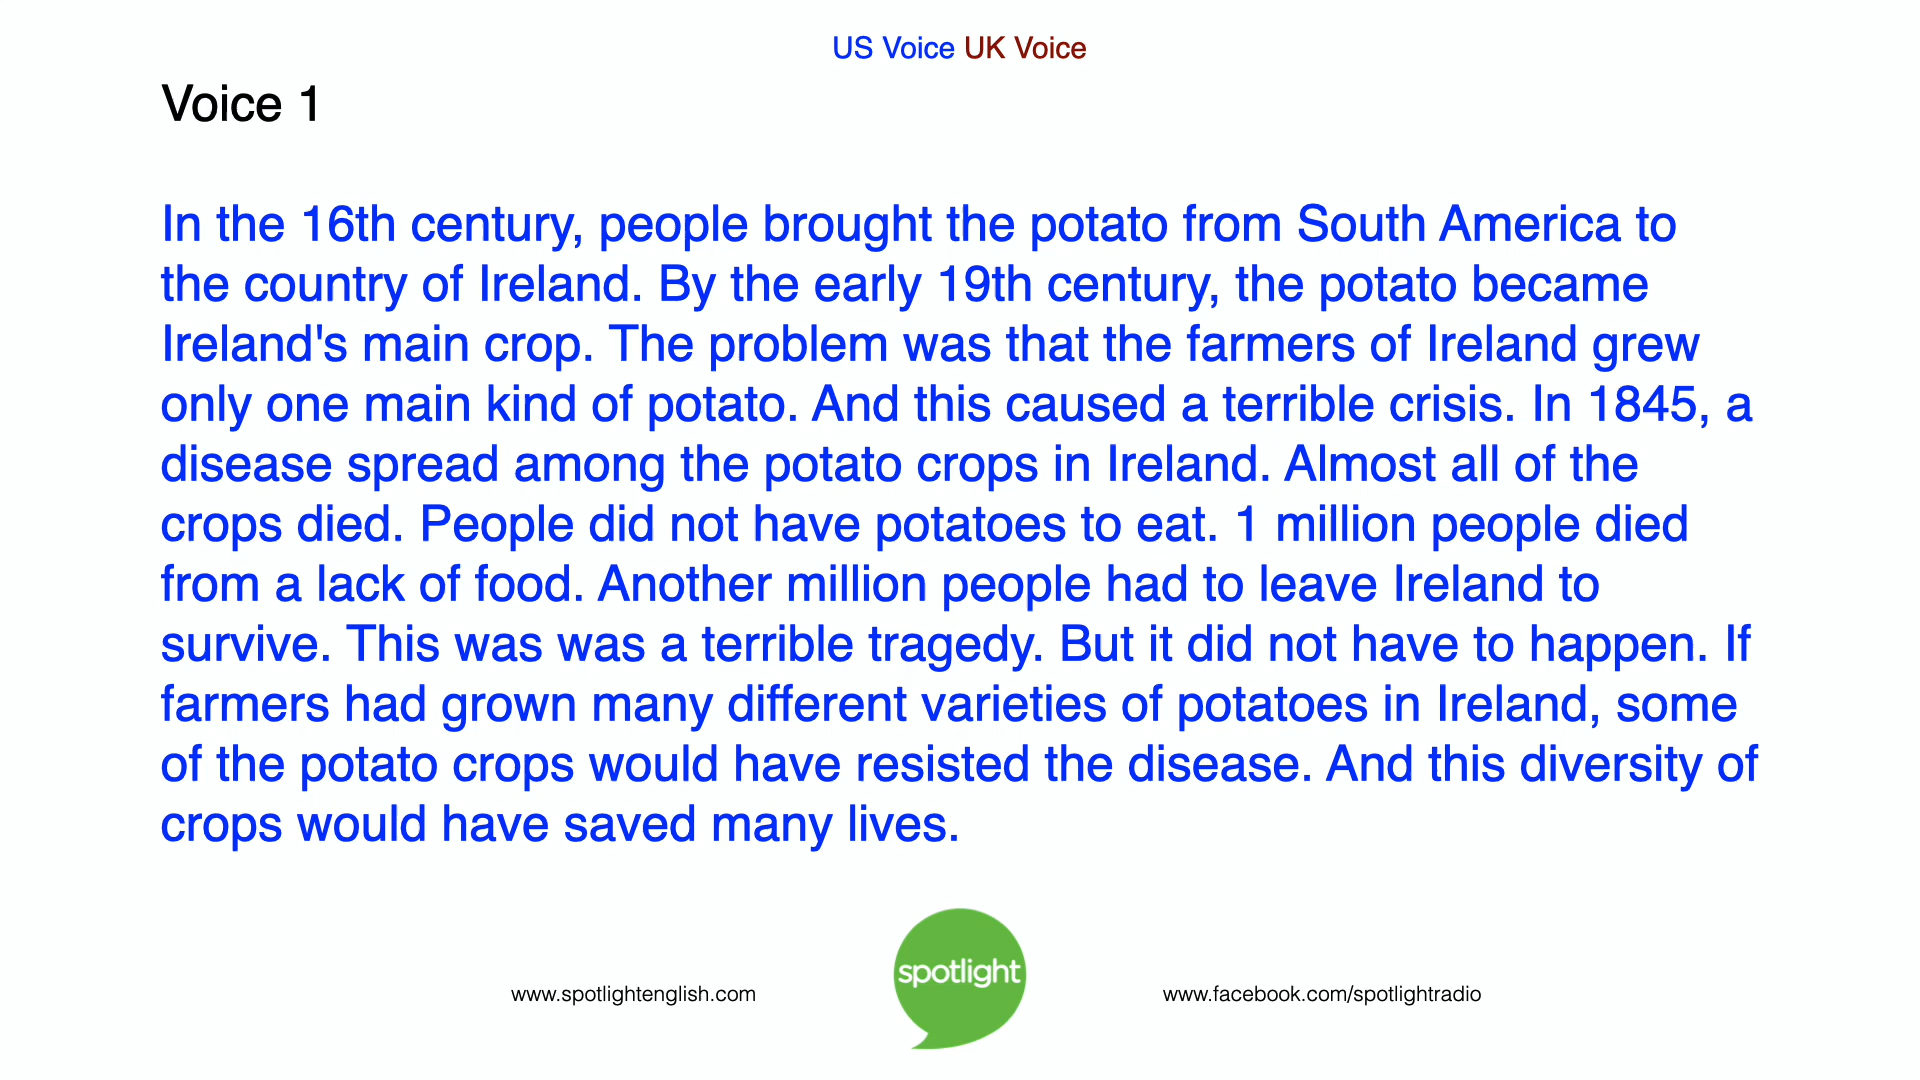 US Voice UK Voice
Voice 1
In the 16th century, people brought the potato from South America to
the country of Ireland. By the early 19th century, the potato became
Ireland's main crop. The problem was that the farmers of Ireland grew
only one main kind of potato. And this caused a terrible crisis. In 1845, a
disease spread among the potato crops in Ireland. Almost all of the
crops died. People did not have potatoes to eat. 1 million people died
from a lack of food. Another million people had to leave Ireland to
survive. This was was a terrible tragedy. But it did not have to happen. If
farmers had grown many different varieties of potatoes in Ireland, some
of the potato crops would have resisted the disease. And this diversity of
crops would have saved many lives.
spotlight
www.spotlightenglish.com
www.facebook.com/spotlightradio